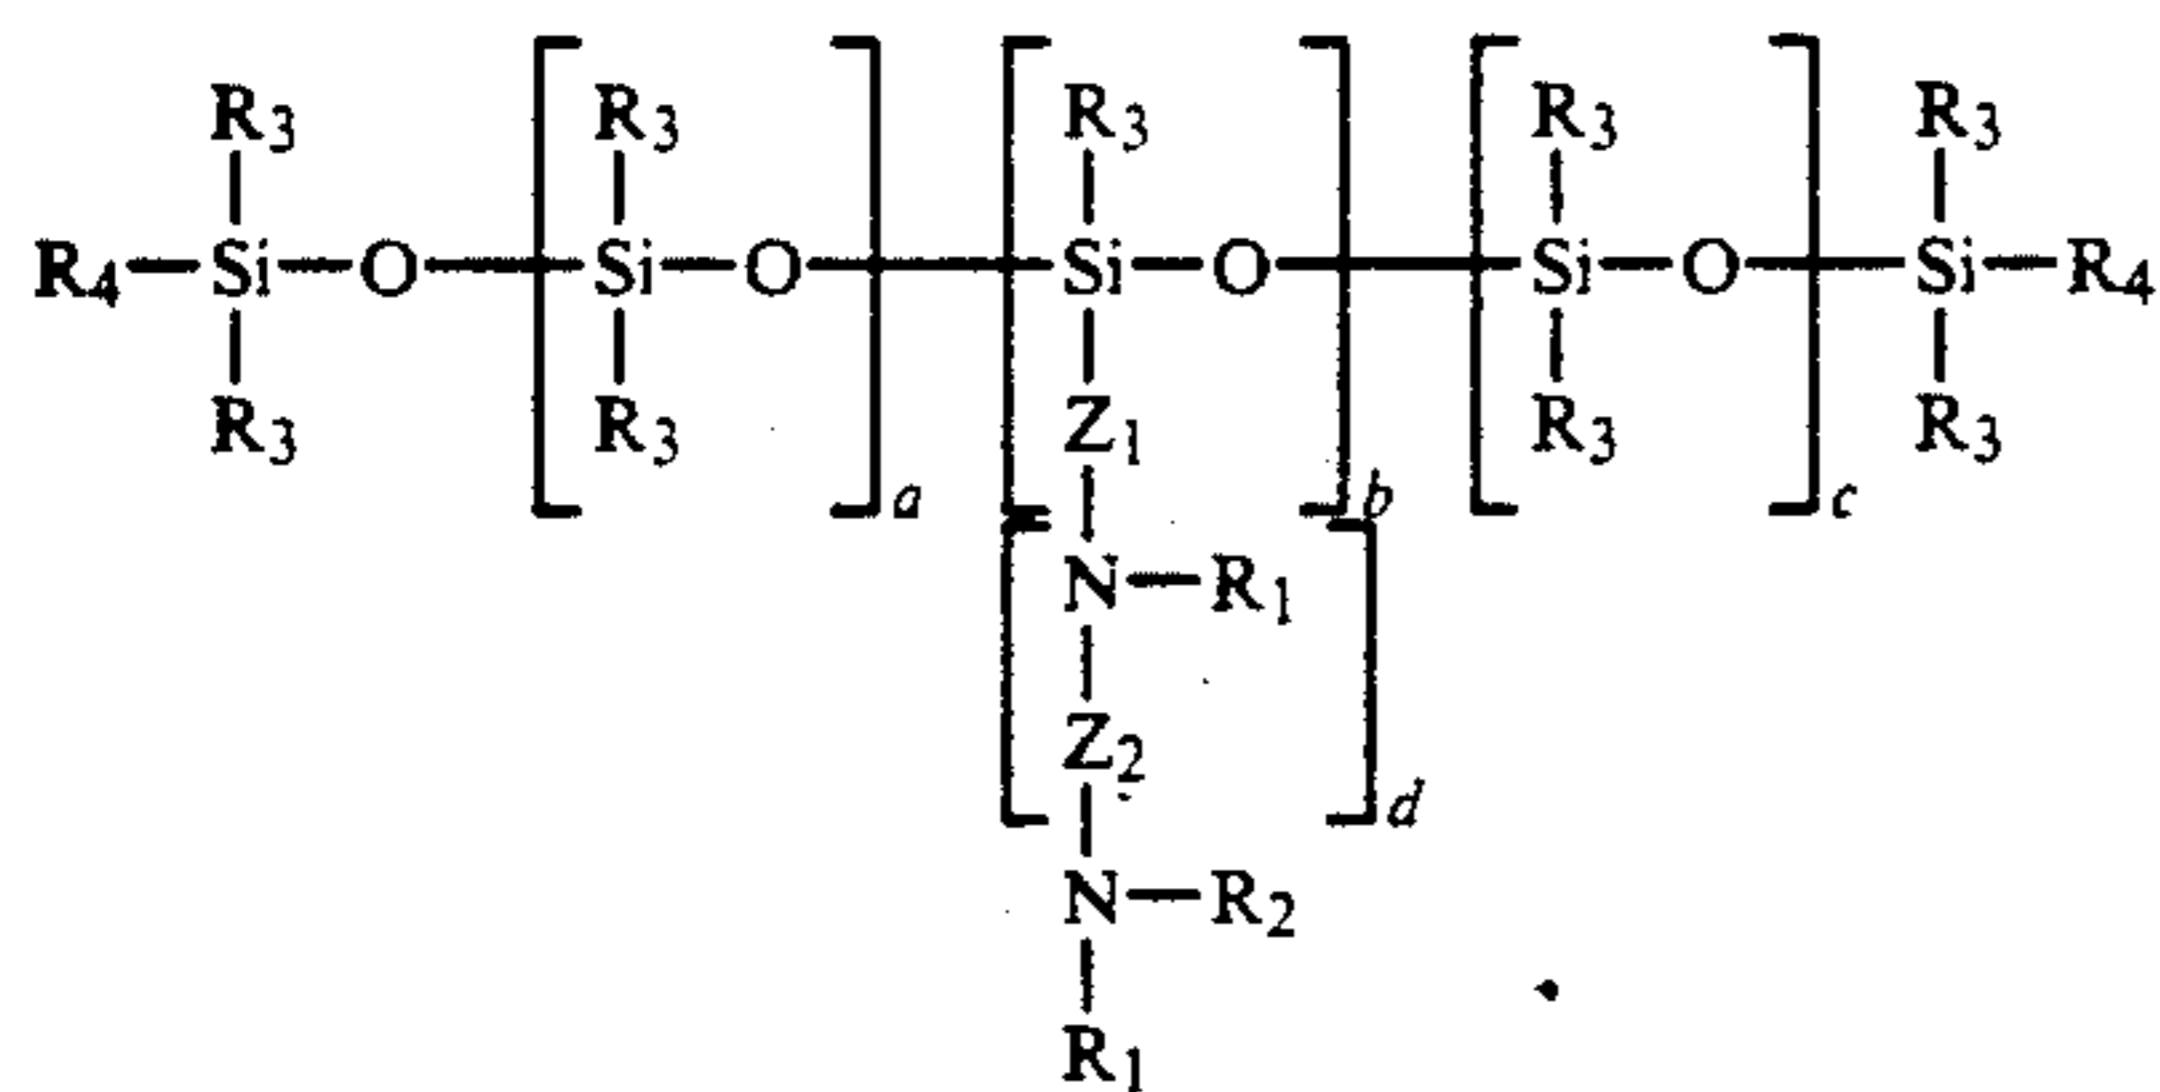 R3 R3 R3 R3 R3
R4 Si O Si O Si O Si O Si R4
R3 R3 Z1 R3 R3
a b c
N R1
Z2
d
N R2
R1